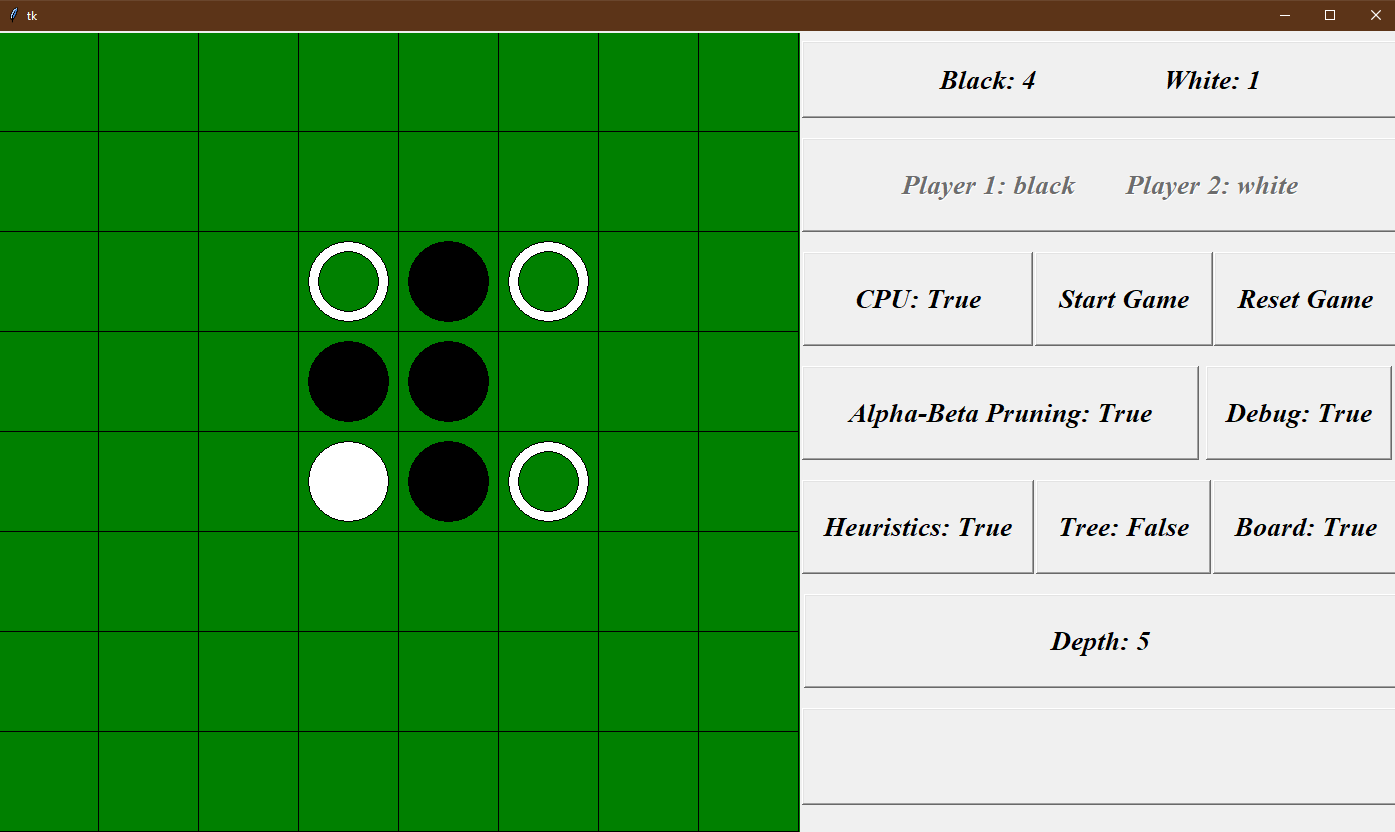 tk
Black: 4 White: 1
Player 1: black Player 2: white
CPU: True Start Game Reset Game
Alpha-Beta Pruning: True Debug: True
Heuristics: True Tree: False Board: True
Depth: 5